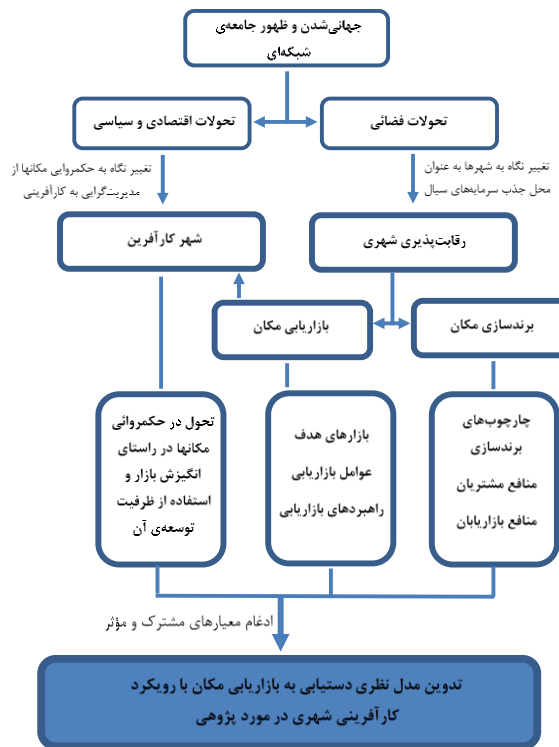 جهانی‌شدن و ظهور جامعه‌ی
شبکه‌ای
تحولات فضائی
تحولات اقتصادی و سیاسی
تغییر نگاه به شهرها به عنوان
محل جذب سرمایه‌های سیال
تغییر نگاه به حکمروایی مکانها از
مدیریت‌گرایی به کارآفرینی
رقابت‌پذیری شهری
شهر کارآفرین
برندسازی مکان
بازاریابی مکان
چارچوب‌های
برندسازی
منافع مشتریان
منافع بازاریابان
بازارهای هدف
عوامل بازاریابی
راهبردهای بازاریابی
تحول در حکمروائی
مکانها در راستای
انگیزش بازار و
استفاده از ظرفیت
توسعه‌ی آن
ادغام معیارهای مشترک و مؤثر
تدوین مدل نظری دستیابی به بازاریابی مکان با رویکرد
کارآفرینی شهری در مورد پژوهی